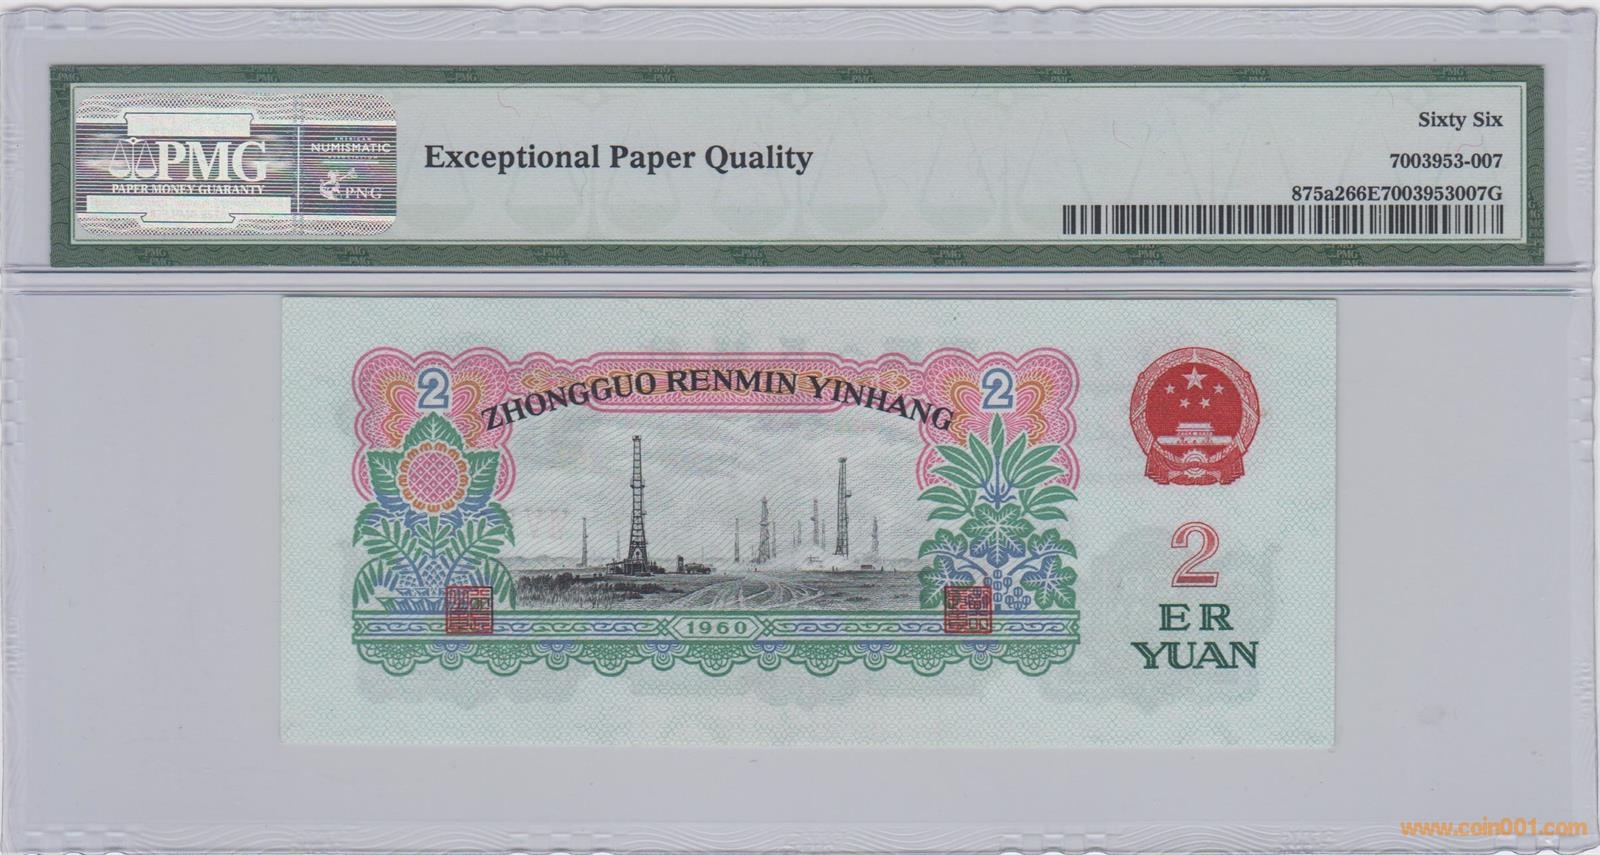 PMG
PAPER MONEY GUARANTY
AMERICAN
NUMISMATIC
ASSOCIATION
PNG
Exceptional Paper Quality
Sixty Six
7003953-007
875a266E7003953007G
2
ZHONGGUO RENMIN YINHANG
2
1960
2
ER
YUAN
www.coin001.com